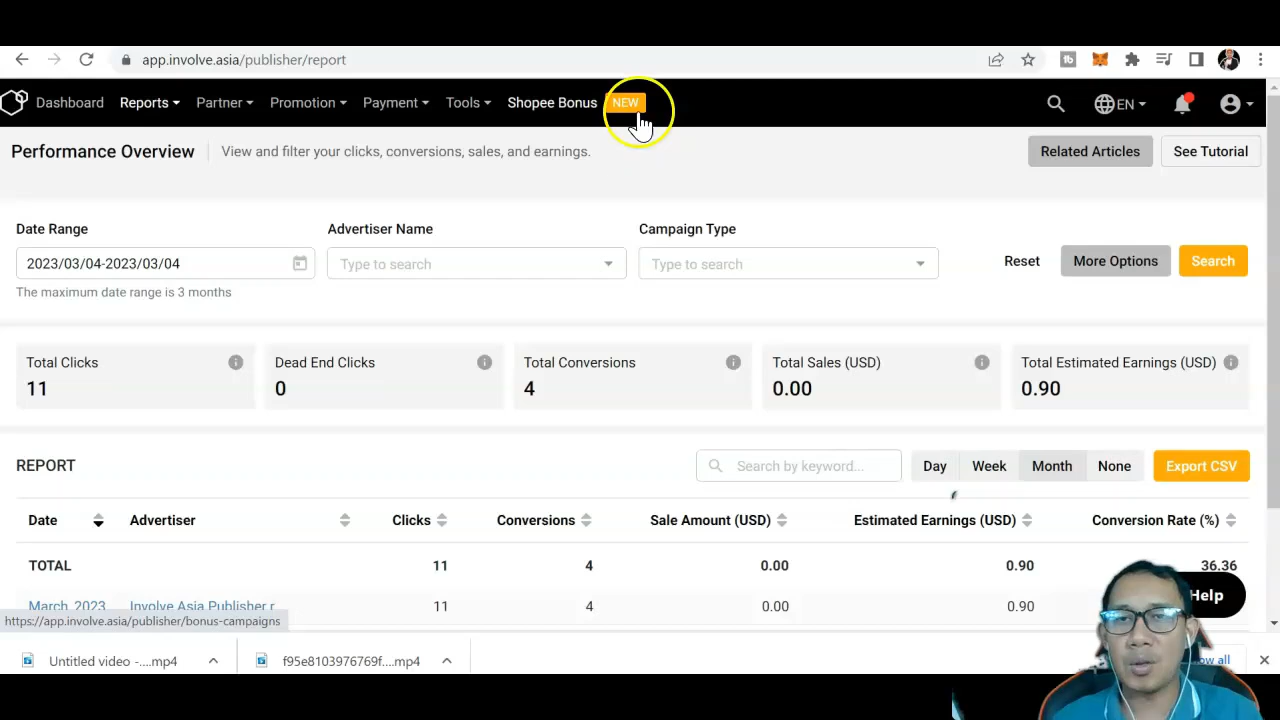 app.involve.asia/publisher/report
Dashboard Reports Partner Promotion Payment Tools Shopee Bonus NEW EN
Performance Overview View and filter your clicks, conversions, sales, and earnings. Related Articles See Tutorial
Date Range Advertiser Name Campaign Type
2023/03/04-2023/03/04 Type to search Type to search Reset More Options Search
The maximum date range is 3 months
Total Clicks Dead End Clicks Total Conversions Total Sales (USD) Total Estimated Earnings (USD)
11 0 4 0.00 0.90
REPORT Search by keyword... Day Week Month None Export CSV
Date Advertiser Clicks Conversions Sale Amount (USD) Estimated Earnings (USD) Conversion Rate (%)
TOTAL 11 4 0.00 0.90 36.36
March, 2023 Involve Asia Publisher r 11 4 0.00 0.90
Help
https://app.involve.asia/publisher/bonus-campaigns
Untitled video -....mp4 f95e8103976769f....mp4 all